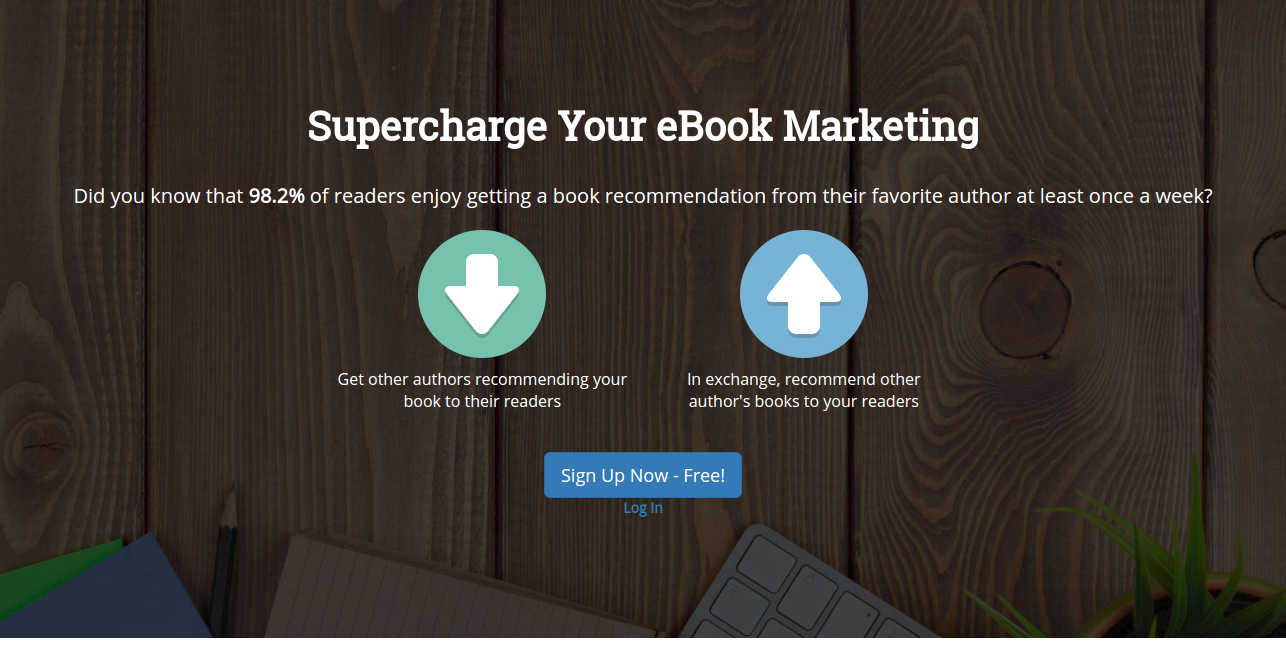 Supercharge Your eBook Marketing
Did you know that 98.2% of readers enjoy getting a book recommendation from their favorite author at least once a week?
Get other authors recommending your
book to their readers
In exchange, recommend other
author's books to your readers
Sign Up Now - Free!
Log In